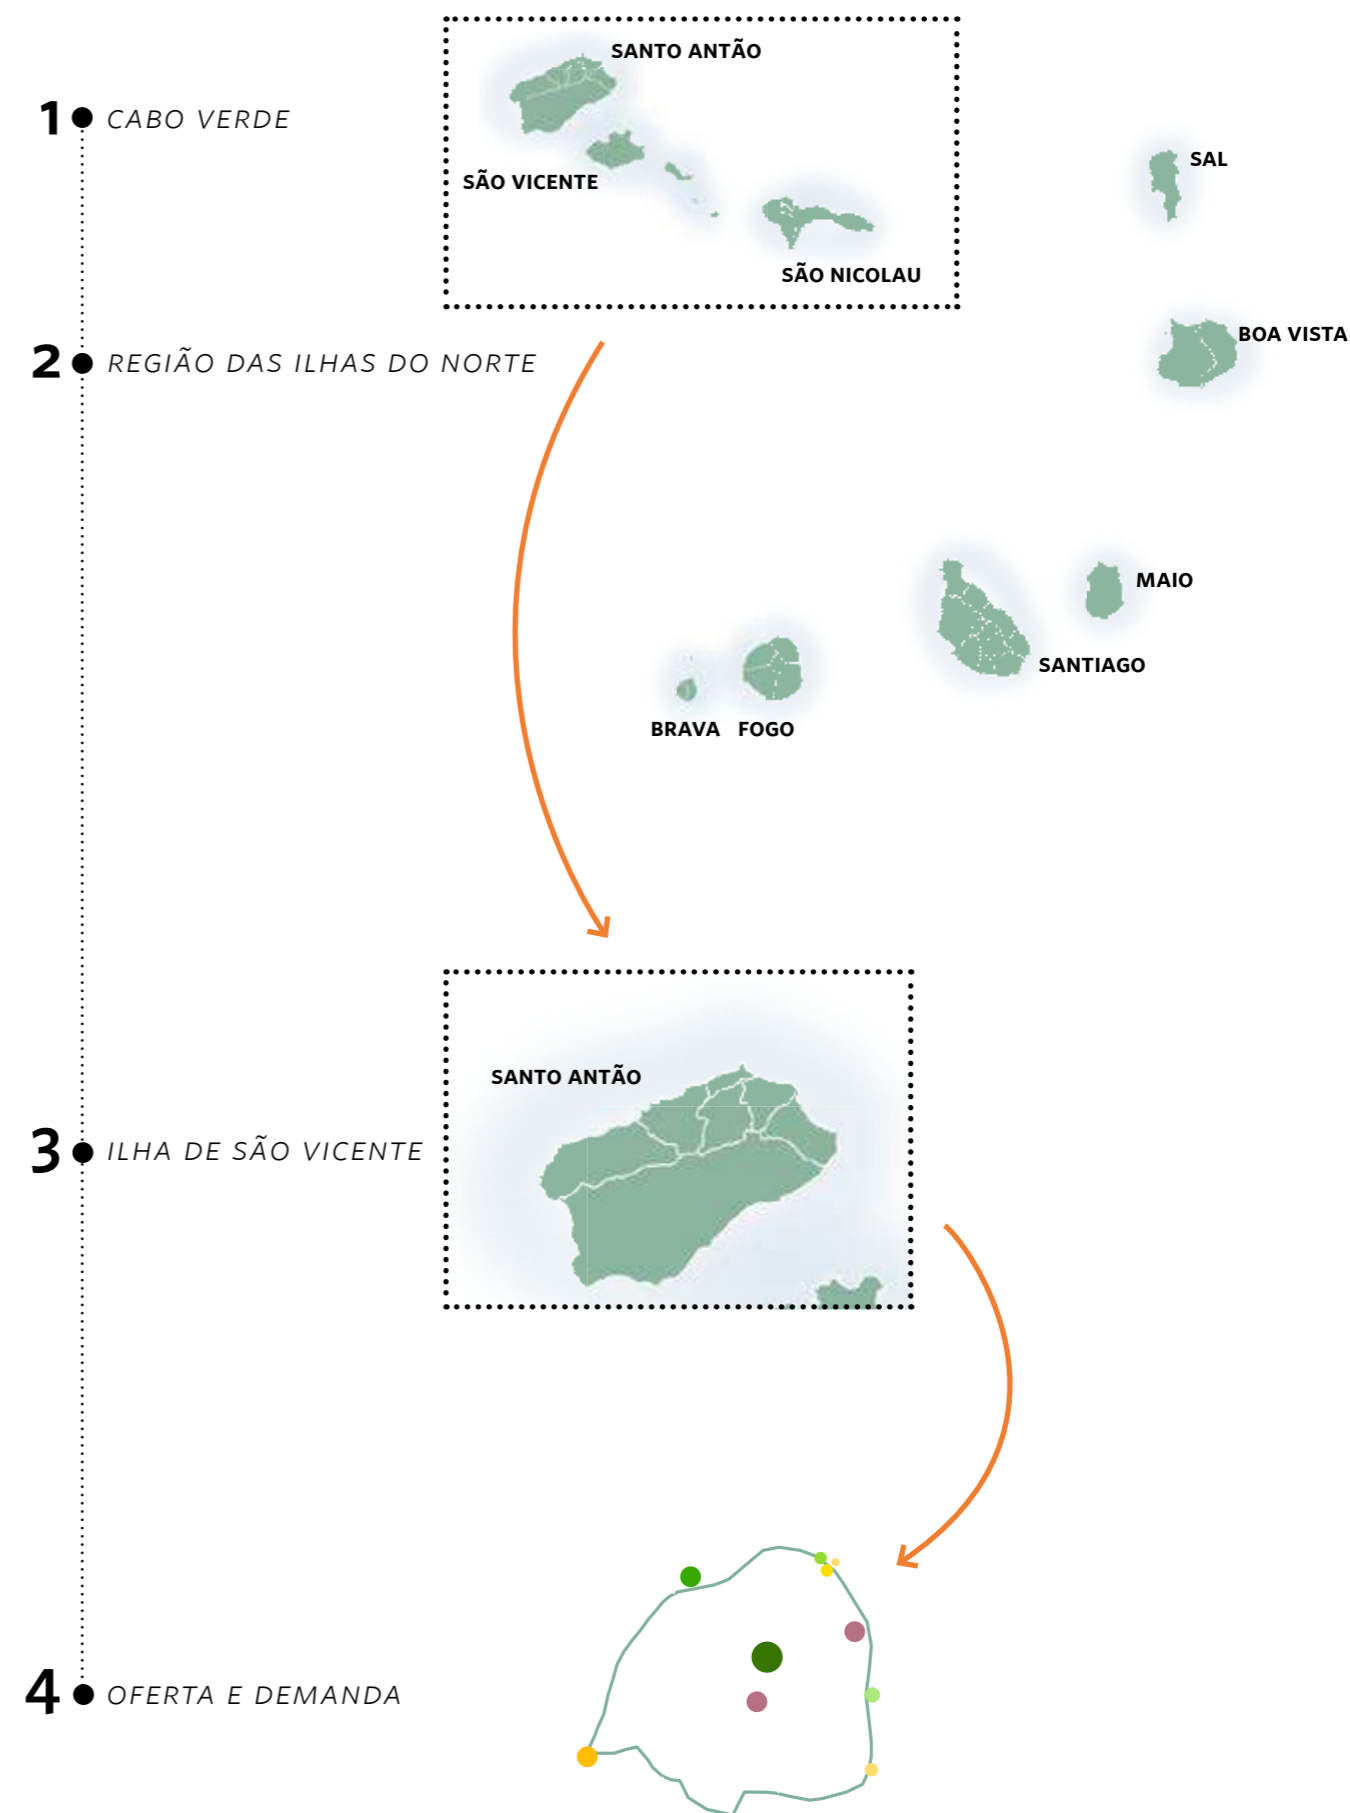 1 CABO VERDE
SANTO ANTÃO
SÃO VICENTE
SÃO NICOLAU
SAL
BOA VISTA
2 REGIÃO DAS ILHAS DO NORTE
MAIO
SANTIAGO
BRAVA
FOGO
SANTO ANTÃO
3 ILHA DE SÃO VICENTE
4 OFERTA E DEMANDA